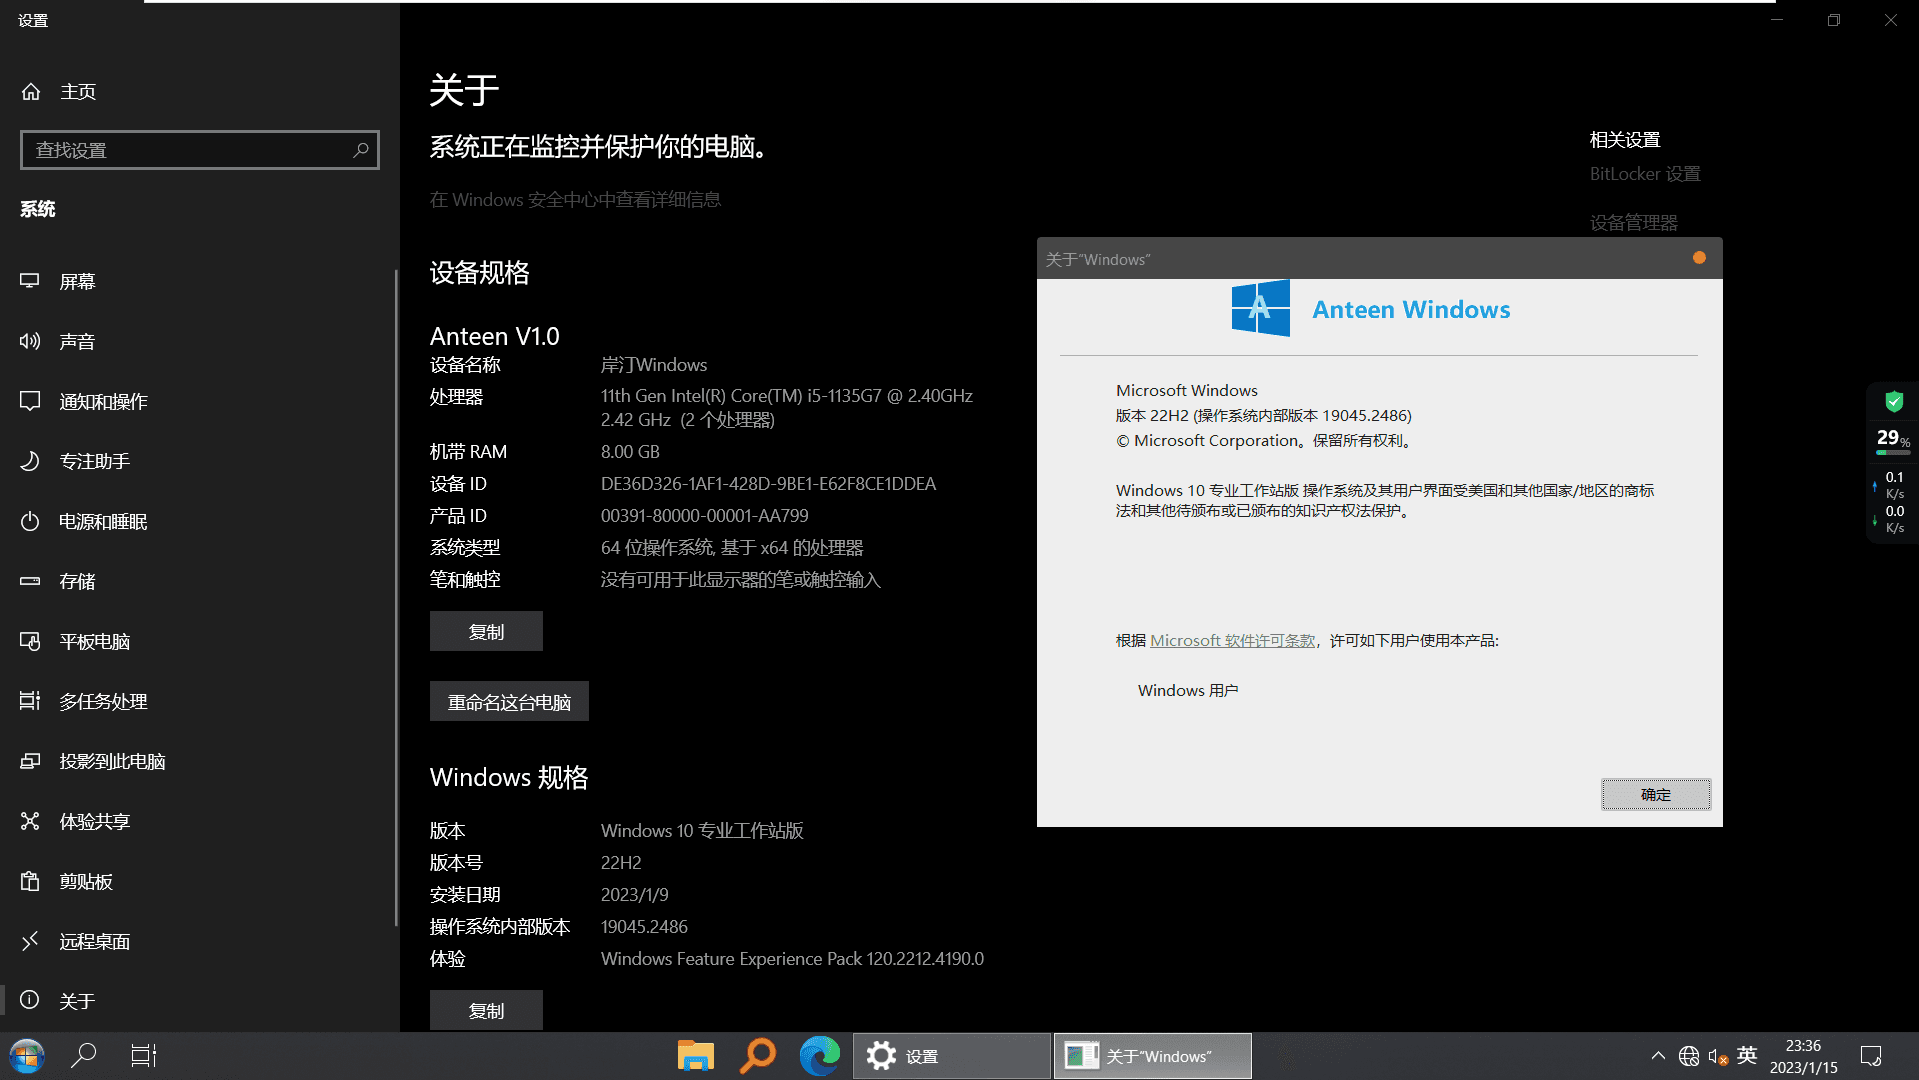 设置
主页
查找设置
系统
屏幕
声音
通知和操作
专注助手
电源和睡眠
存储
平板电脑
多任务处理
投影到此电脑
体验共享
剪贴板
远程桌面
关于
关于
系统正在监控并保护你的电脑。
在 Windows 安全中心中查看详细信息
设备规格
Anteen V1.0
设备名称 岸汀Windows
处理器 11th Gen Intel(R) Core(TM) i5-1135G7 @ 2.40GHz
2.42 GHz (2 个处理器)
机带 RAM 8.00 GB
设备 ID DE36D326-1AF1-428D-9BE1-E62F8CE1DDEA
产品 ID 00391-80000-00001-AA799
系统类型 64 位操作系统, 基于 x64 的处理器
笔和触控 没有可用于此显示器的笔或触控输入
复制
重命名这台电脑
Windows 规格
版本 Windows 10 专业工作站版
版本号 22H2
安装日期 2023/1/9
操作系统内部版本 19045.2486
体验 Windows Feature Experience Pack 120.2212.4190.0
复制
相关设置
BitLocker 设置
设备管理器
关于“Windows”
A
Anteen Windows
Microsoft Windows
版本 22H2 (操作系统内部版本 19045.2486)
© Microsoft Corporation。保留所有权利。
Windows 10 专业工作站版 操作系统及其用户界面受美国和其他国家/地区的商标
法和其他待颁布或已颁布的知识产权法保护。
根据 Microsoft 软件许可条款，许可如下用户使用本产品:
Windows 用户
确定
29%
0.1
K/s
0.0
K/s
设置
关于“Windows”
英
23:36
2023/1/15